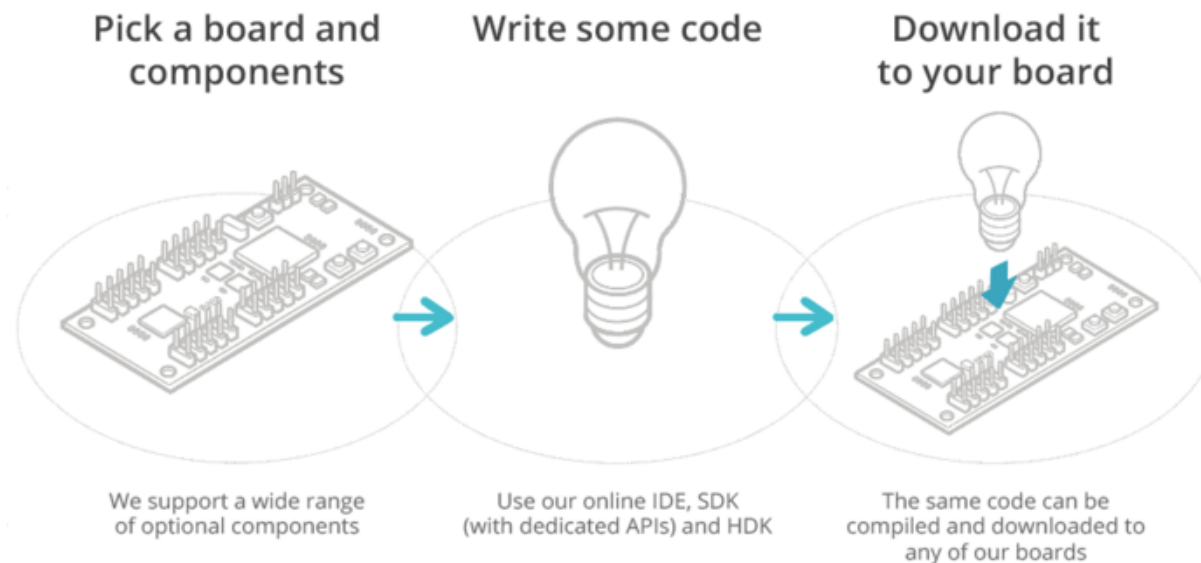 Pick a board and
components
Write some code
Download it
to your board
We support a wide range
of optional components
Use our online IDE, SDK
(with dedicated APIs) and HDK
The same code can be
compiled and downloaded to
any of our boards